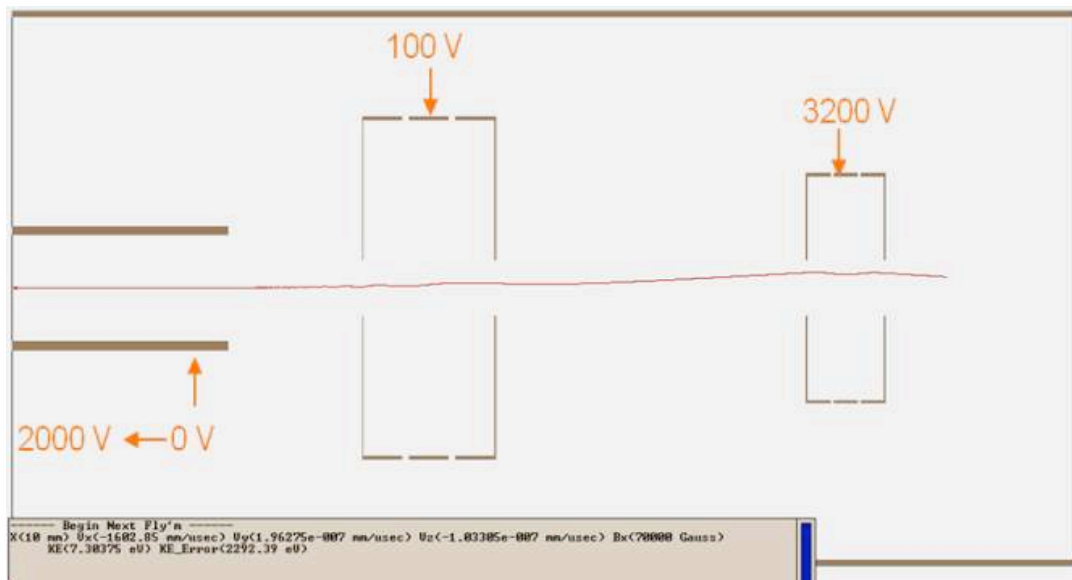 100 V
3200 V
2000 V ← 0 V
------ Begin Next Fly'm ------
X(10 mm) Vx(-1602.85 mm/usec) Vy(1.96275e-007 mm/usec) Vz(-1.03305e-007 mm/usec) Bx(70000 Gauss)
KE(7.30375 eV) KE_Error(2292.39 eV)